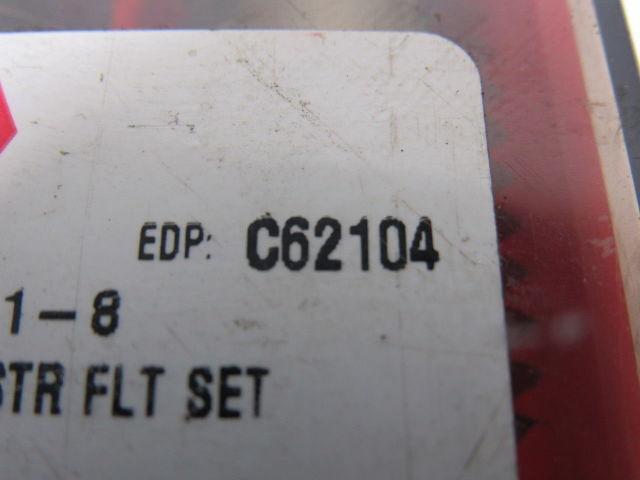 EDP: C62104
1-8
STR FLT SET